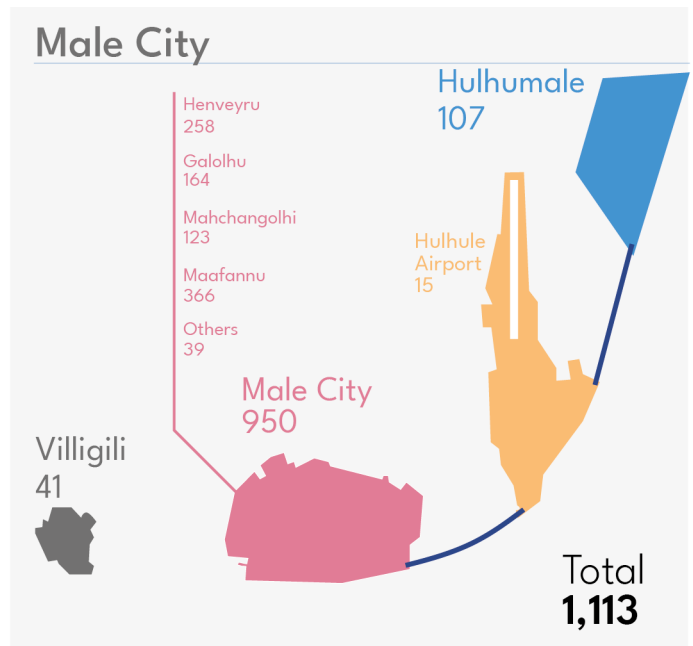 Male City
Henveyru
258
Galolhu
164
Mahchangolhi
123
Maafannu
366
Others
39
Hulhumale
107
Hulhule
Airport
15
Male City
950
Villigili
41
Total
1,113